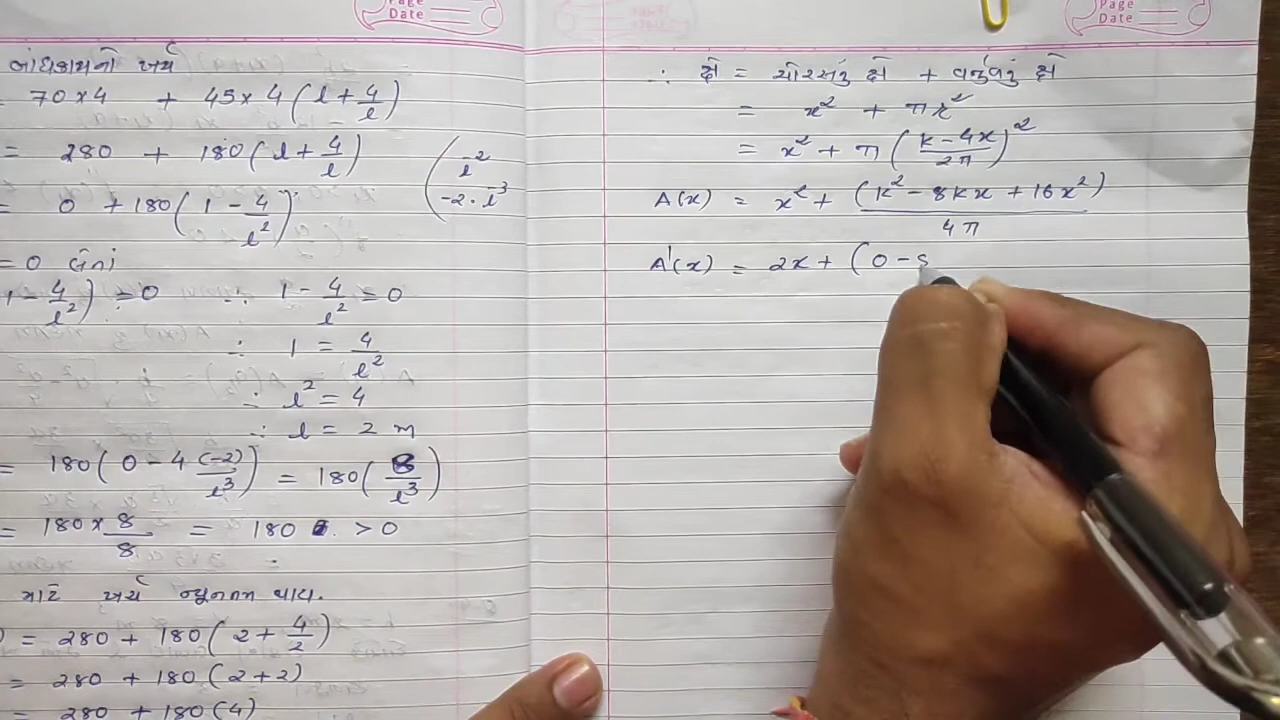 Page
Date
Page
Date
બાંધકામનો ખર્ચ
= 70 × 4 + 45 × 4 ( l + 4/l )
= 280 + 180 ( l + 4/l )
( l^-2
-2 · l^-3
= 0 + 180 ( 1 - 4/l² )
= 0
1 - 4/l² ) = 0 ∴ 1 - 4/l² = 0
∴ 1 = 4/l²
∴ l² = 4
∴ l = 2 m
= 180 ( 0 - 4 (-2)/l³ ) = 180 ( 8/l³ )
= 180 × 8/8 = 180 > 0
માટે ખર્ચ ન્યૂનતમ થાય.
) = 280 + 180 ( 2 + 4/2 )
= 280 + 180 ( 2 + 2 )
= 280 + 180 (4)
∴ ક્ષે = ચોરસનું ક્ષે + વર્તુળનું ક્ષે
= x² + πr²
= x² + π ( (k - 4x)/2π )²
A(x) = x² + (k² - 8kx + 16x²)/4π
A'(x) = 2x + ( 0 - 8